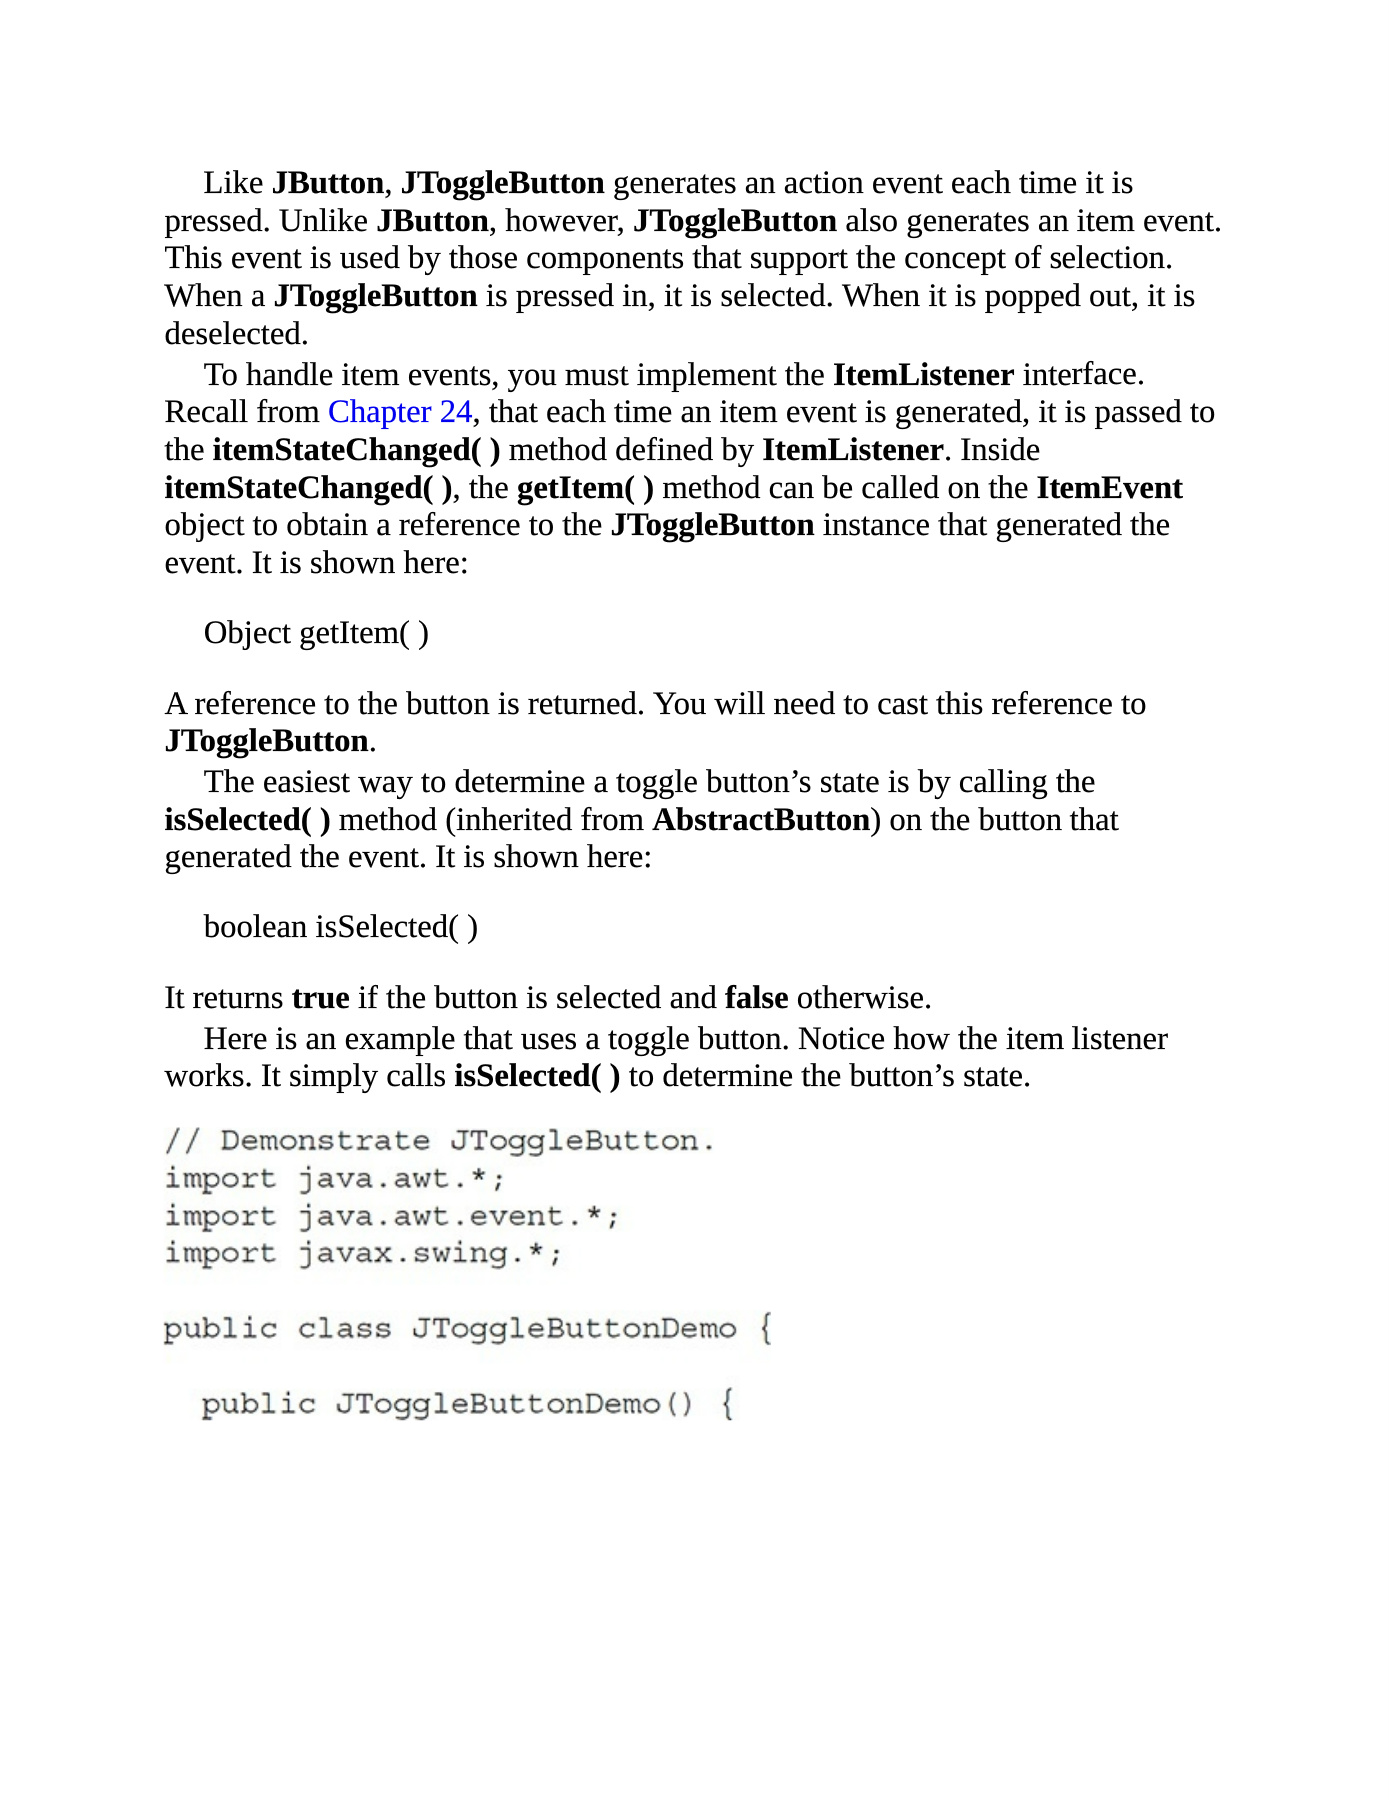 Like JButton, JToggleButton generates an action event each time it is
pressed. Unlike JButton, however, JToggleButton also generates an item event.
This event is used by those components that support the concept of selection.
When a JToggleButton is pressed in, it is selected. When it is popped out, it is
deselected.
To handle item events, you must implement the ItemListener interface.
Recall from Chapter 24, that each time an item event is generated, it is passed to
the itemStateChanged( ) method defined by ItemListener. Inside
itemStateChanged( ), the getItem( ) method can be called on the ItemEvent
object to obtain a reference to the JToggleButton instance that generated the
event. It is shown here:
Object getItem( )
A reference to the button is returned. You will need to cast this reference to
JToggleButton.
The easiest way to determine a toggle button’s state is by calling the
isSelected( ) method (inherited from AbstractButton) on the button that
generated the event. It is shown here:
boolean isSelected( )
It returns true if the button is selected and false otherwise.
Here is an example that uses a toggle button. Notice how the item listener
works. It simply calls isSelected( ) to determine the button’s state.
// Demonstrate JToggleButton.
import java.awt.*;
import java.awt.event.*;
import javax.swing.*;
public class JToggleButtonDemo {
public JToggleButtonDemo() {